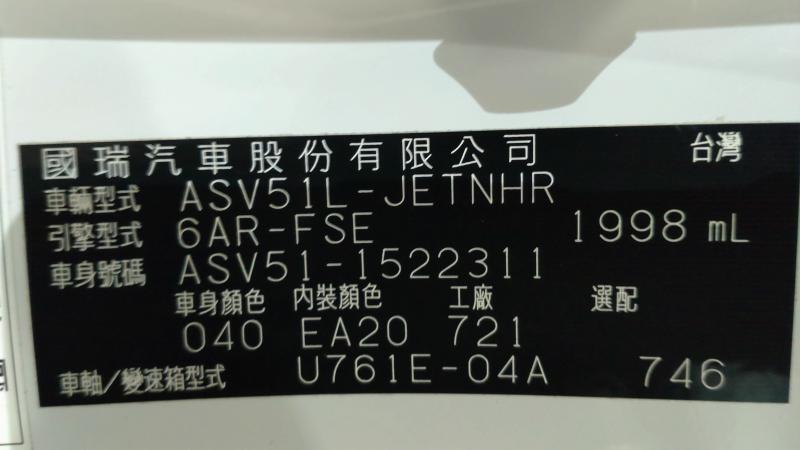 國瑞汽車股份有限公司 台灣
車輛型式 ASV51L-JETNHR
引擎型式 6AR-FSE 1998 mL
車身號碼 ASV51-1522311
車身顏色 內裝顏色 工廠 選配
040 EA20 721
車軸/變速箱型式 U761E-04A 746